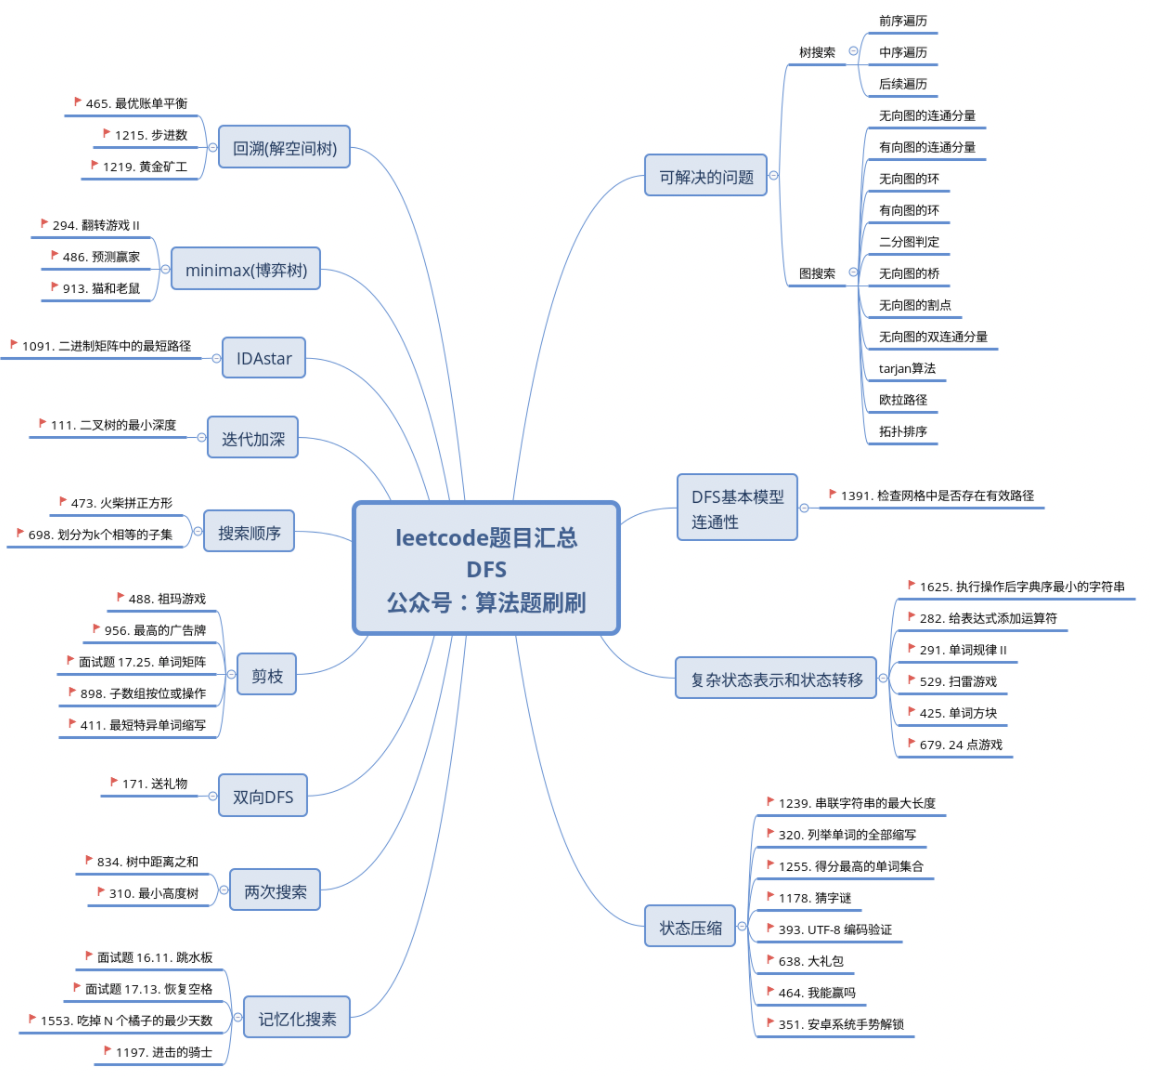 leetcode题目汇总
DFS
公众号：算法题刷刷
可解决的问题
树搜索
前序遍历
中序遍历
后续遍历
图搜索
无向图的连通分量
有向图的连通分量
无向图的环
有向图的环
二分图判定
无向图的桥
无向图的割点
无向图的双连通分量
tarjan算法
欧拉路径
拓扑排序
DFS基本模型
连通性
1391. 检查网格中是否存在有效路径
复杂状态表示和状态转移
1625. 执行操作后字典序最小的字符串
282. 给表达式添加运算符
291. 单词规律 II
529. 扫雷游戏
425. 单词方块
679. 24 点游戏
状态压缩
1239. 串联字符串的最大长度
320. 列举单词的全部缩写
1255. 得分最高的单词集合
1178. 猜字谜
393. UTF-8 编码验证
638. 大礼包
464. 我能赢吗
351. 安卓系统手势解锁
回溯(解空间树)
465. 最优账单平衡
1215. 步进数
1219. 黄金矿工
minimax(博弈树)
294. 翻转游戏 II
486. 预测赢家
913. 猫和老鼠
IDAstar
1091. 二进制矩阵中的最短路径
迭代加深
111. 二叉树的最小深度
搜索顺序
473. 火柴拼正方形
698. 划分为k个相等的子集
剪枝
488. 祖玛游戏
956. 最高的广告牌
面试题 17.25. 单词矩阵
898. 子数组按位或操作
411. 最短特异单词缩写
双向DFS
171. 送礼物
两次搜索
834. 树中距离之和
310. 最小高度树
记忆化搜素
面试题 16.11. 跳水板
面试题 17.13. 恢复空格
1553. 吃掉 N 个橘子的最少天数
1197. 进击的骑士